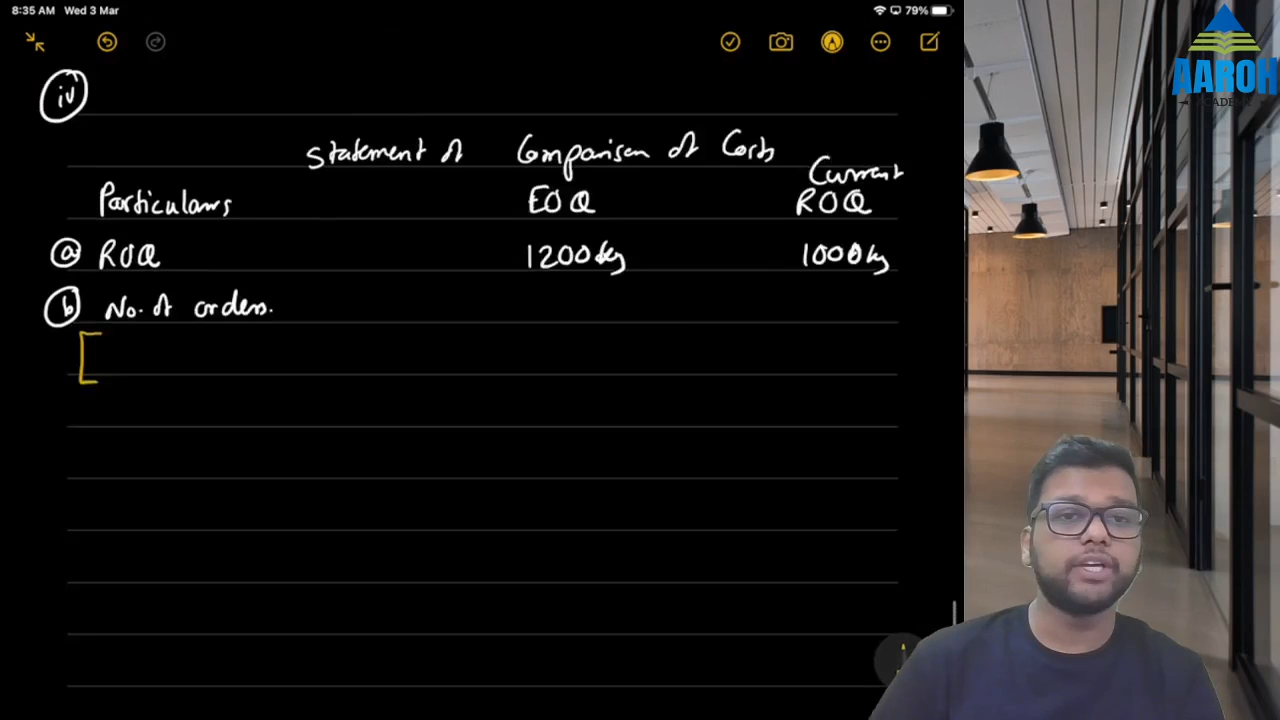 8:35 AM Wed 3 Mar 79%
AAROH
ACADEMY
iv
Statement of Comparison of Costs
Current
Particulars EOQ ROQ
a ROQ 1200kg 1000kg
b No. of orders.